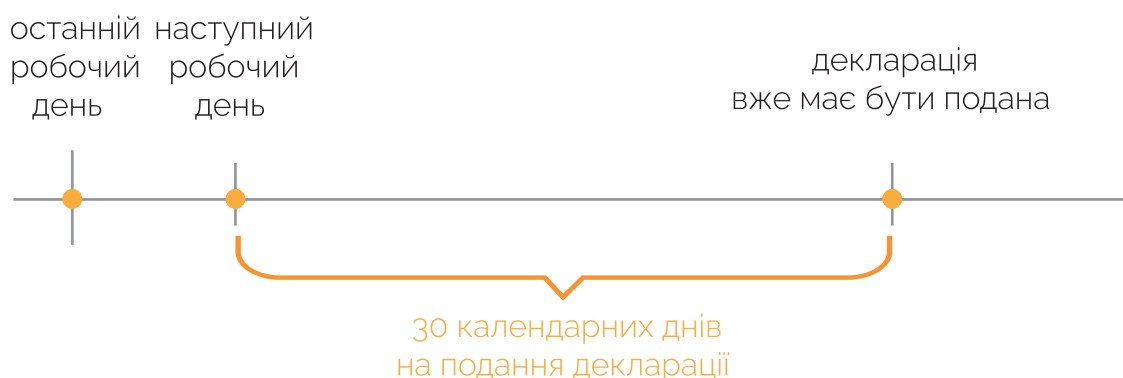 останній
робочий
день
наступний
робочий
день
декларація
вже має бути подана
30 календарних днів
на подання декларації